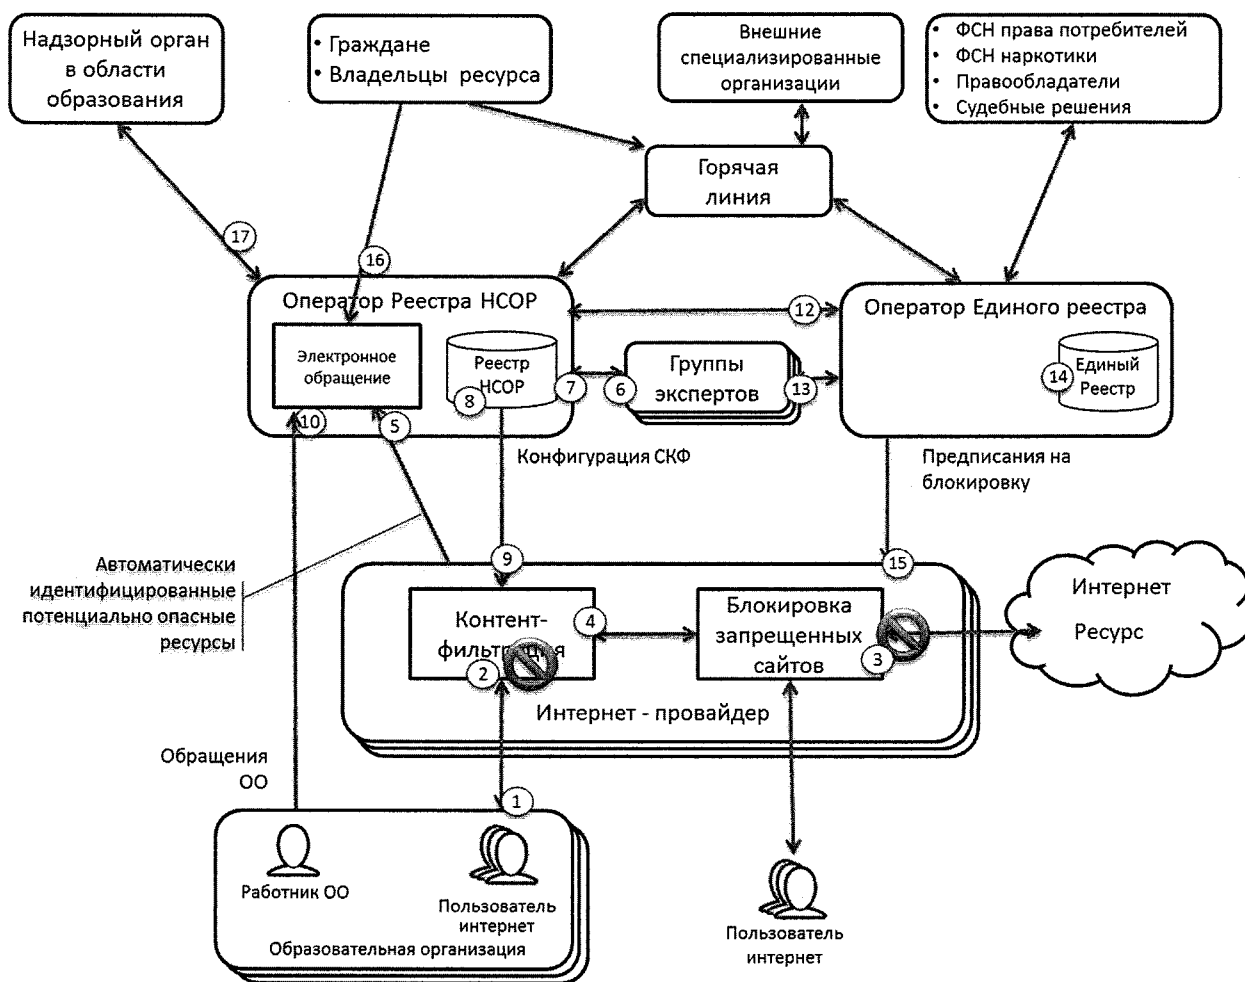 Надзорный орган
в области
образования
• Граждане
• Владельцы ресурса
Внешние
специализированные
организации
• ФСН права потребителей
• ФСН наркотики
• Правообладатели
• Судебные решения
Горячая
линия
17
16
Оператор Реестра НСОР
12
Оператор Единого реестра
Электронное
обращение
Реестр
НСОР
8
7
6
Группы
экспертов
13
14
Единый
Реестр
10
5
Конфигурация СКФ
Предписания на
блокировку
Автоматически
идентифицированные
потенциально опасные
ресурсы
9
15
Контент-
фильтрация
2
4
Блокировка
запрещенных
сайтов
3
Интернет
Ресурс
Интернет - провайдер
Обращения
ОО
1
Работник ОО
Пользователь
интернет
Образовательная организация
Пользователь
интернет